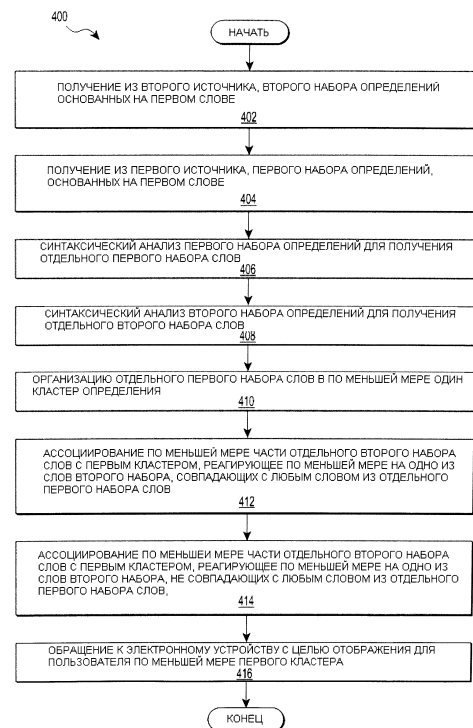 400
НАЧАТЬ
ПОЛУЧЕНИЕ ИЗ ВТОРОГО ИСТОЧНИКА, ВТОРОГО НАБОРА ОПРЕДЕЛЕНИЙ
ОСНОВАННЫХ НА ПЕРВОМ СЛОВЕ
402
ПОЛУЧЕНИЕ ИЗ ПЕРВОГО ИСТОЧНИКА, ПЕРВОГО НАБОРА ОПРЕДЕЛЕНИЙ,
ОСНОВАННЫХ НА ПЕРВОМ СЛОВЕ
404
СИНТАКСИЧЕСКИЙ АНАЛИЗ ПЕРВОГО НАБОРА ОПРЕДЕЛЕНИЙ ДЛЯ ПОЛУЧЕНИЯ
ОТДЕЛЬНОГО ПЕРВОГО НАБОРА СЛОВ
406
СИНТАКСИЧЕСКИЙ АНАЛИЗ ВТОРОГО НАБОРА ОПРЕДЕЛЕНИЙ ДЛЯ ПОЛУЧЕНИЯ
ОТДЕЛЬНОГО ВТОРОГО НАБОРА СЛОВ
408
ОРГАНИЗАЦИЮ ОТДЕЛЬНОГО ПЕРВОГО НАБОРА СЛОВ В ПО МЕНЬШЕЙ МЕРЕ ОДИН
КЛАСТЕР ОПРЕДЕЛЕНИЯ
410
АССОЦИИРОВАНИЕ ПО МЕНЬШЕЙ МЕРЕ ЧАСТИ ОТДЕЛЬНОГО ВТОРОГО НАБОРА
СЛОВ С ПЕРВЫМ КЛАСТЕРОМ, РЕАГИРУЮЩЕЕ ПО МЕНЬШЕЙ МЕРЕ НА ОДНО ИЗ
СЛОВ ВТОРОГО НАБОРА, СОВПАДАЮЩИХ С ЛЮБЫМ СЛОВОМ ИЗ ОТДЕЛЬНОГО
ПЕРВОГО НАБОРА СЛОВ
412
АССОЦИИРОВАНИЕ ПО МЕНЬШЕЙ МЕРЕ ЧАСТИ ОТДЕЛЬНОГО ВТОРОГО НАБОРА
СЛОВ С ПЕРВЫМ КЛАСТЕРОМ, РЕАГИРУЮЩЕЕ ПО МЕНЬШЕЙ МЕРЕ НА ОДНО ИЗ
СЛОВ ВТОРОГО НАБОРА, НЕ СОВПАДАЮЩИХ С ЛЮБЫМ СЛОВОМ ИЗ ОТДЕЛЬНОГО
ПЕРВОГО НАБОРА СЛОВ,
414
ОБРАЩЕНИЕ К ЭЛЕКТРОННОМУ УСТРОЙСТВУ С ЦЕЛЬЮ ОТОБРАЖЕНИЯ ДЛЯ
ПОЛЬЗОВАТЕЛЯ ПО МЕНЬШЕЙ МЕРЕ ПЕРВОГО КЛАСТЕРА
416
КОНЕЦ